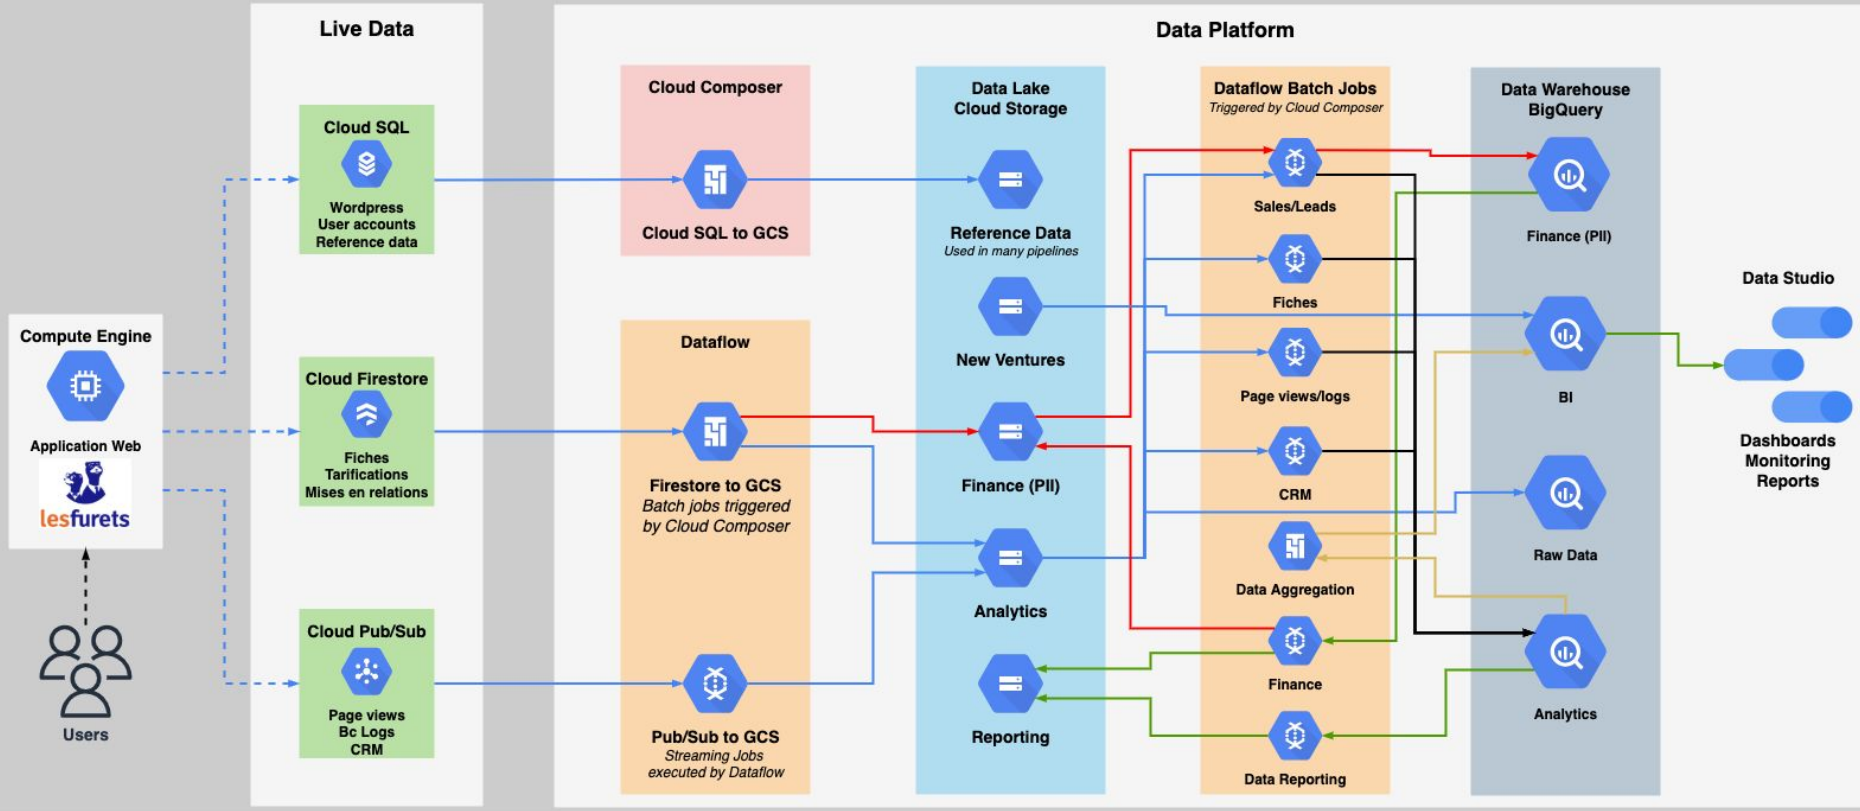 Live Data
Data Platform
Compute Engine
Application Web
lesfurets
Users
Cloud SQL
Wordpress
User accounts
Reference data
Cloud Firestore
Fiches
Tarifications
Mises en relations
Cloud Pub/Sub
Page views
Bc Logs
CRM
Cloud Composer
Cloud SQL to GCS
Dataflow
Firestore to GCS
Batch jobs triggered
by Cloud Composer
Pub/Sub to GCS
Streaming Jobs
executed by Dataflow
Data Lake
Cloud Storage
Reference Data
Used in many pipelines
New Ventures
Finance (PII)
Analytics
Reporting
Dataflow Batch Jobs
Triggered by Cloud Composer
Sales/Leads
Fiches
Page views/logs
CRM
Data Aggregation
Finance
Data Reporting
Data Warehouse
BigQuery
Finance (PII)
BI
Raw Data
Analytics
Data Studio
Dashboards
Monitoring
Reports